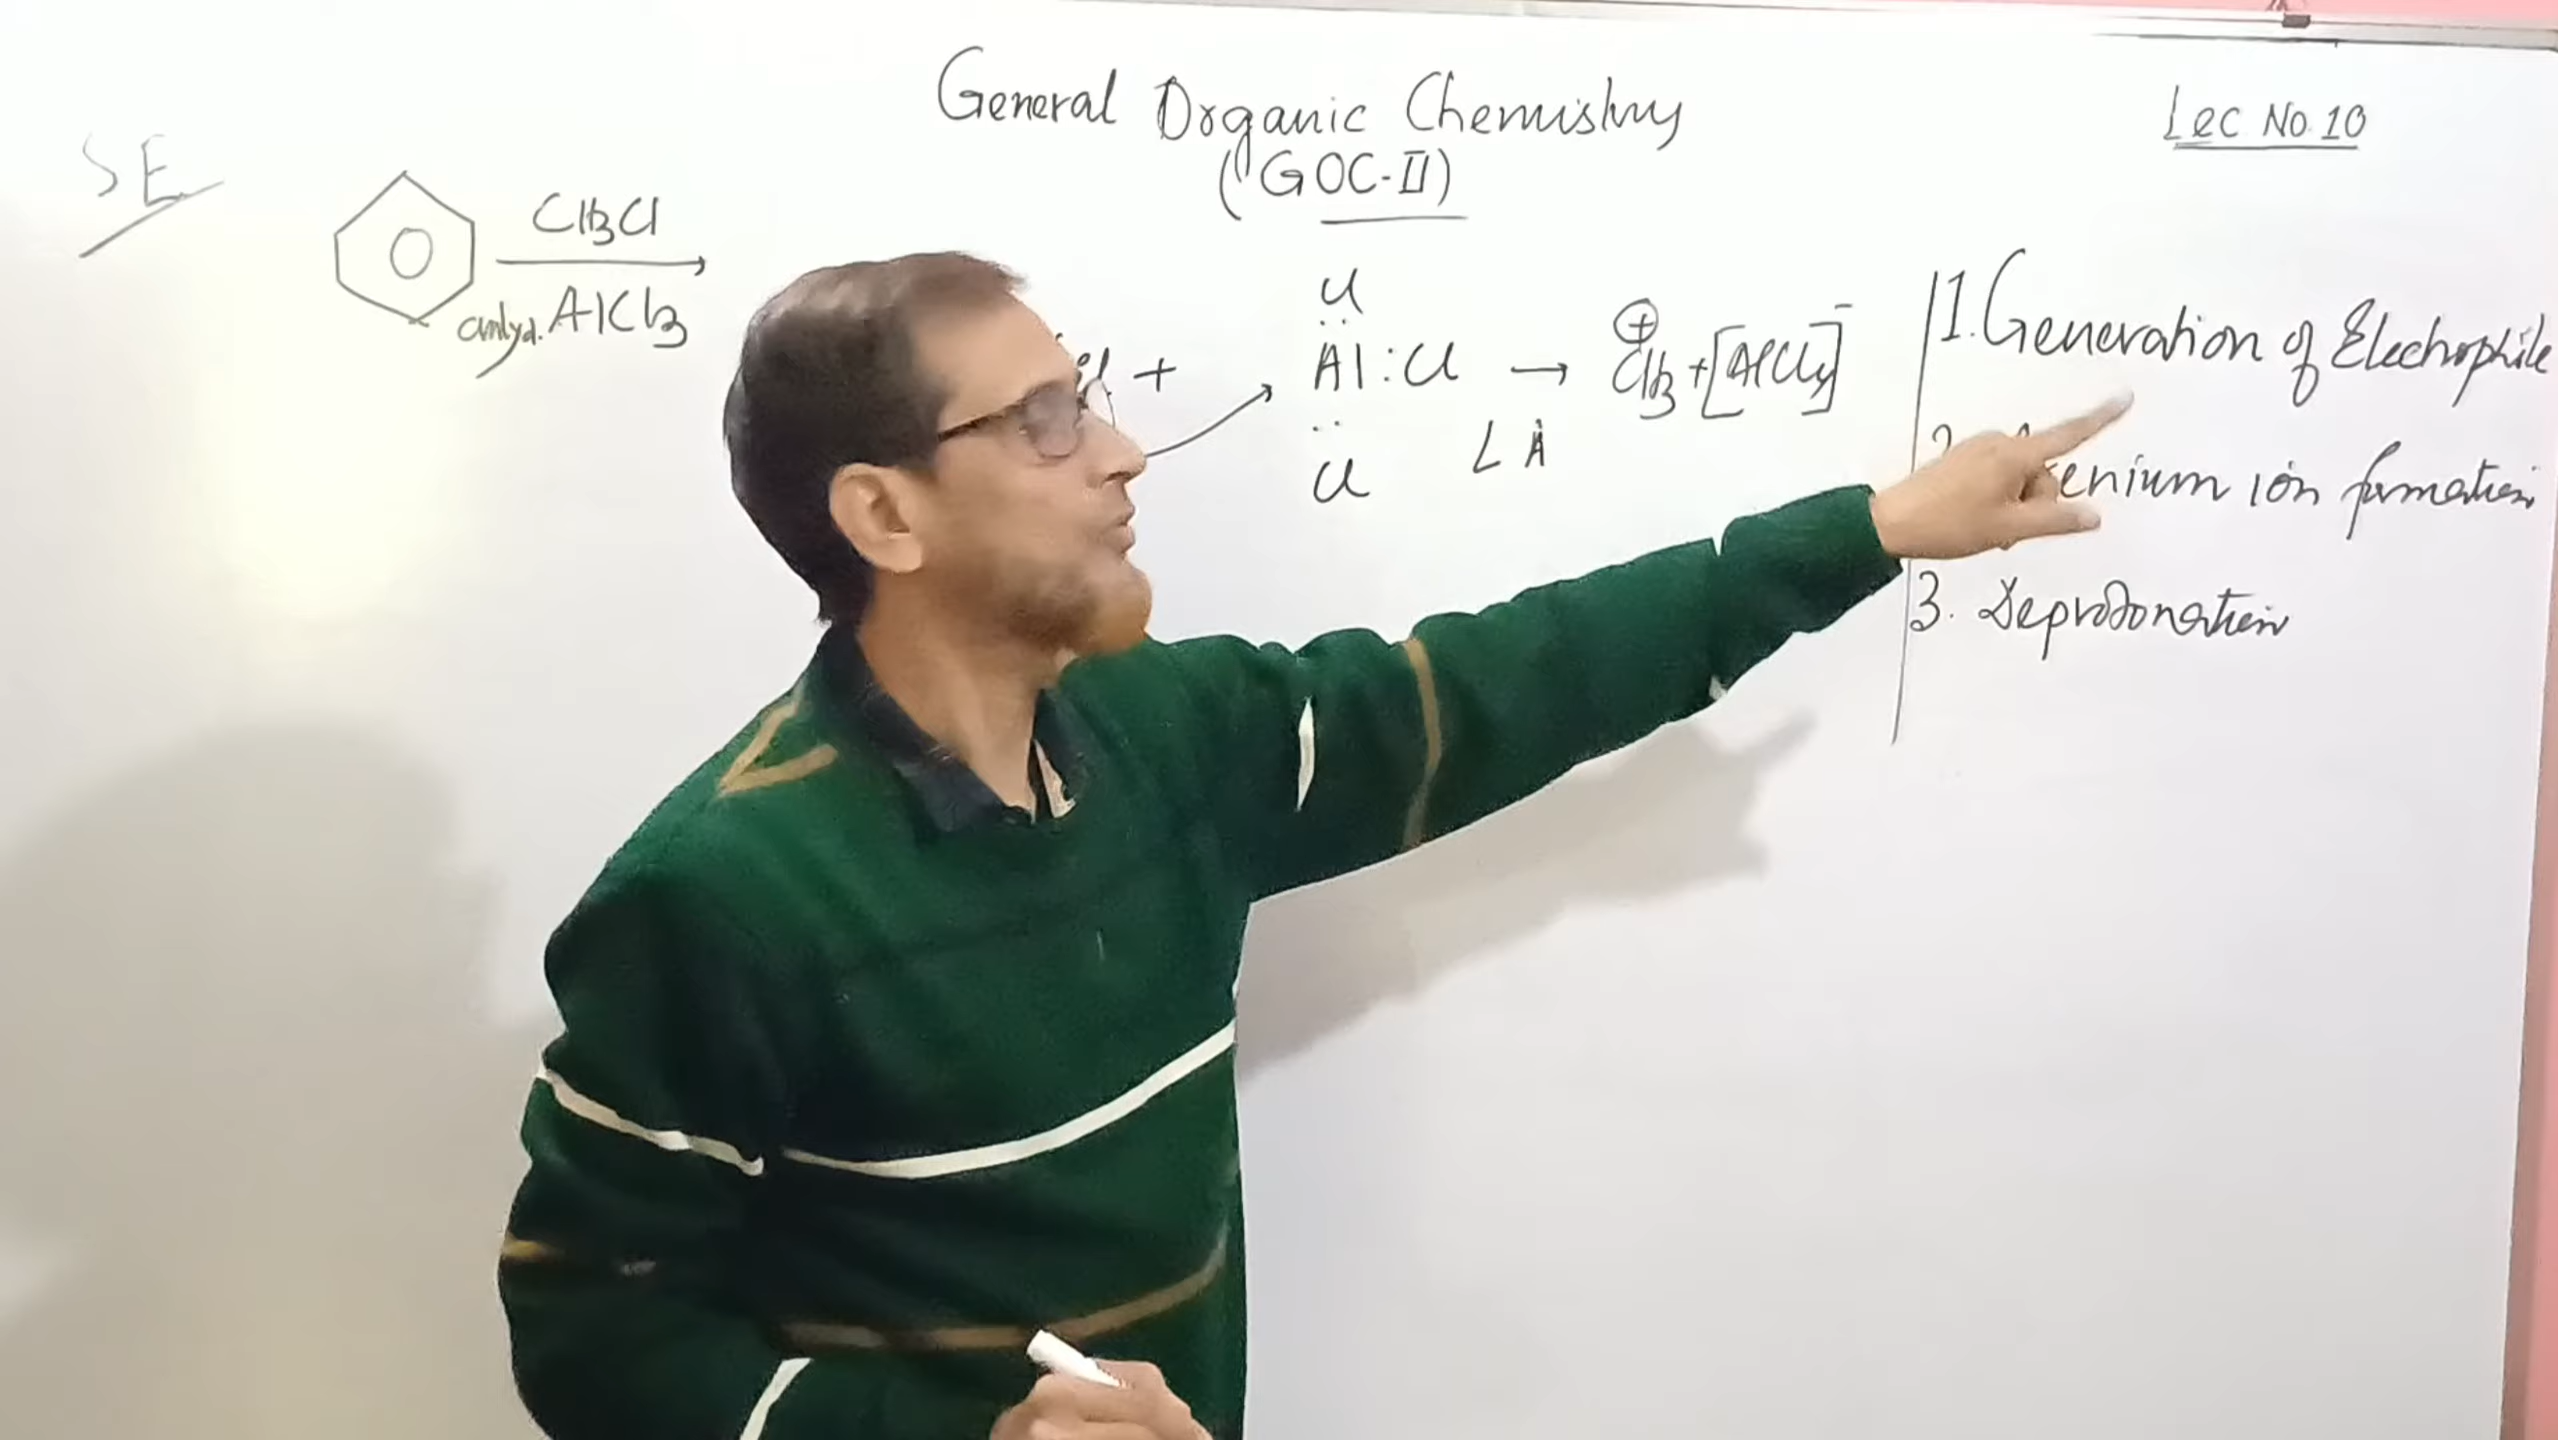 General Organic Chemistry
(GOC-II)
Lec No. 10
SE
CH3Cl
anhyd. AlCl3
+
Cl
Al:Cl → ⊕CH3 + [AlCl4]-
Cl
LA
1. Generation of Electrophile
2. enium ion formation
3. Deprotonation